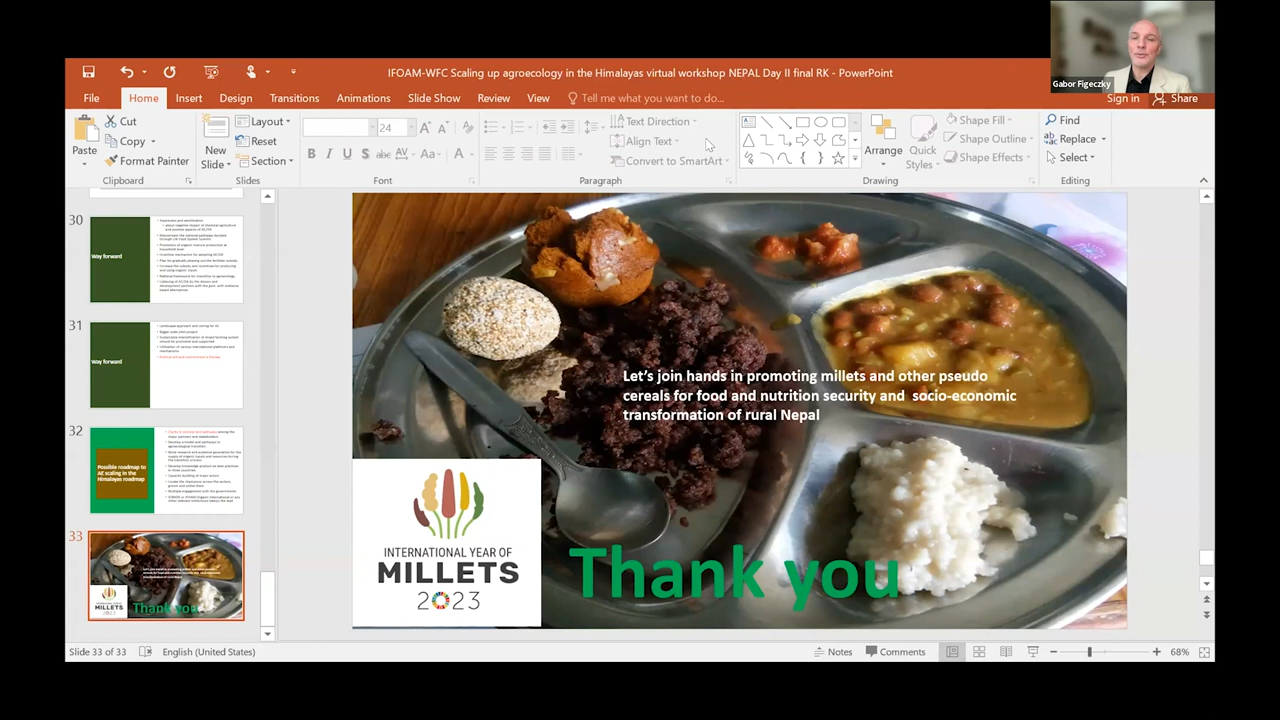 Gabor Figeczky
IFOAM-WFC Scaling up agroecology in the Himalayas virtual workshop NEPAL Day II final RK - PowerPoint
File Home Insert Design Transitions Animations Slide Show Review View Tell me what you want to do... Sign in Share
Paste
Cut
Copy
Format Painter
Clipboard
New Slide
Layout
Reset
Section
Slides
24
Font
Text Direction
Align Text
Convert to SmartArt
Paragraph
Arrange
Quick Styles
Shape Fill
Shape Outline
Shape Effects
Drawing
Find
Replace
Select
Editing
30
Way forward
31
Way forward
32
Possible roadmap to
AE scaling in the
Himalayas roadmap
33
Let's join hands in promoting millets and other pseudo
cereals for food and nutrition security and socio-economic
transformation of rural Nepal
INTERNATIONAL YEAR OF
MILLETS
2023
Thank you
Slide 33 of 33 English (United States) Notes Comments 68%